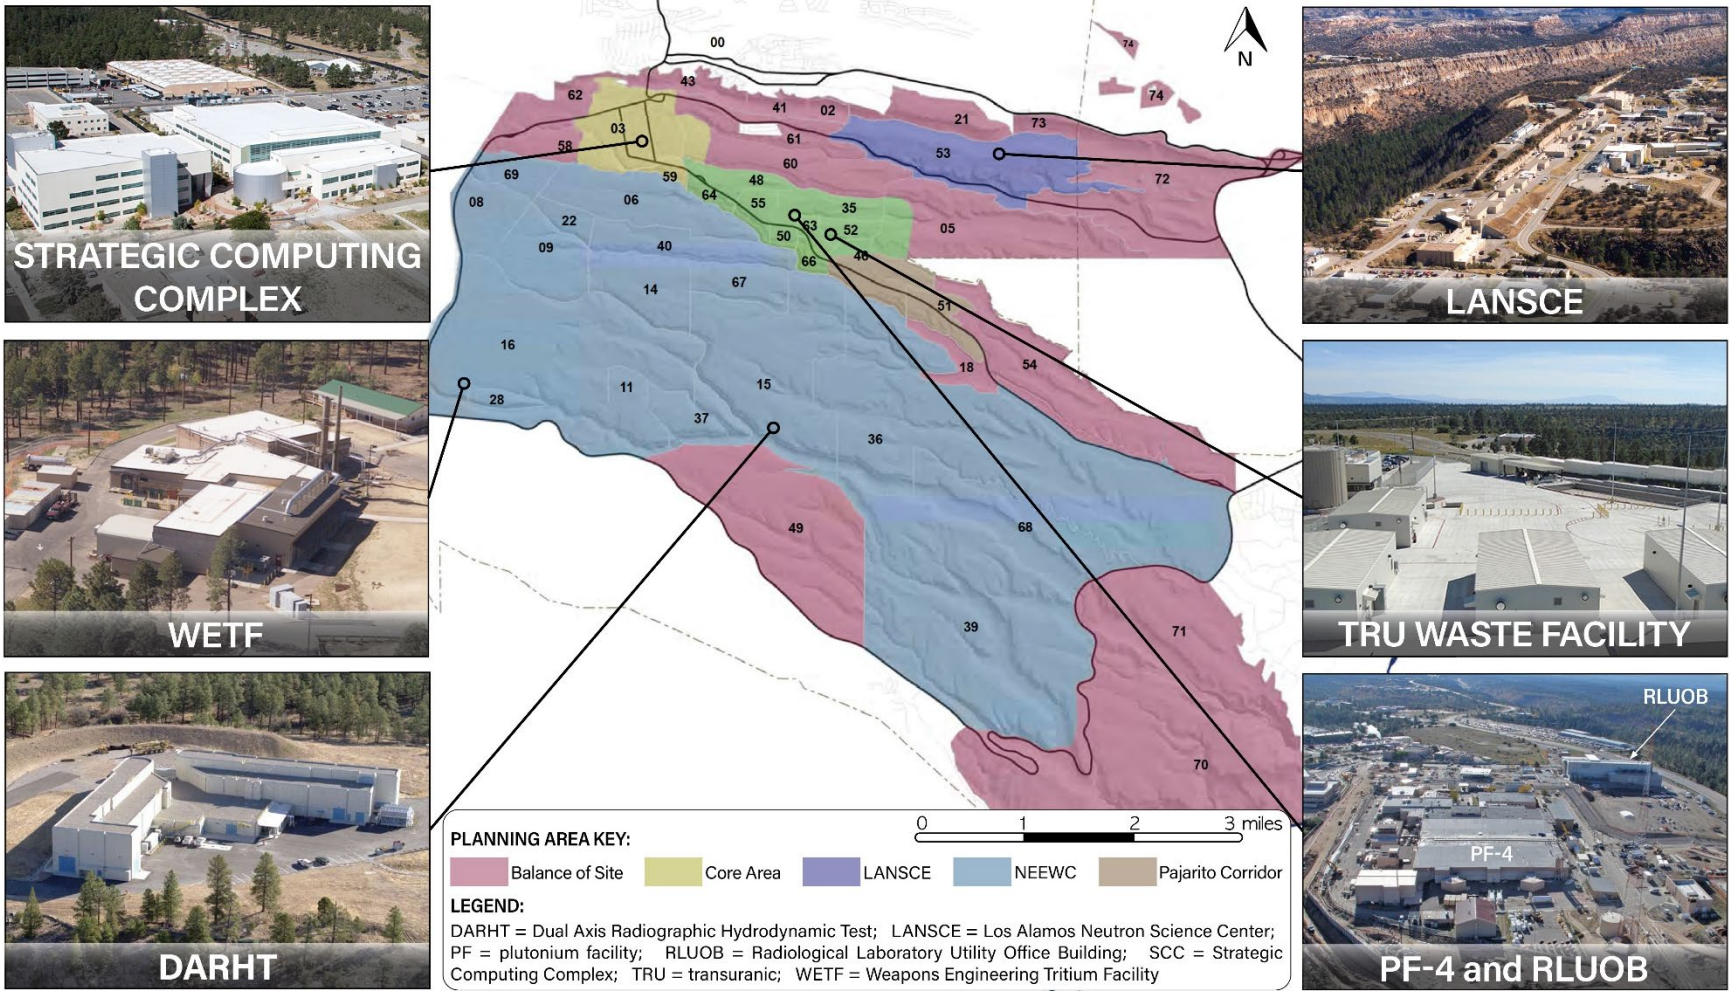 STRATEGIC COMPUTING
COMPLEX
WETF
DARHT
00
N
74
74
43
62
41
02
21
73
03
58
61
53
60
72
69
59
48
64
08
06
55
35
22
63
52
05
50
09
40
46
66
14
67
51
16
18
54
11
15
28
37
36
49
68
39
71
70
LANSCE
TRU WASTE FACILITY
RLUOB
PF-4
PF-4 and RLUOB
0 1 2 3 miles
PLANNING AREA KEY:
Balance of Site Core Area LANSCE NEEWC Pajarito Corridor
LEGEND:
DARHT = Dual Axis Radiographic Hydrodynamic Test; LANSCE = Los Alamos Neutron Science Center;
PF = plutonium facility; RLUOB = Radiological Laboratory Utility Office Building; SCC = Strategic
Computing Complex; TRU = transuranic; WETF = Weapons Engineering Tritium Facility